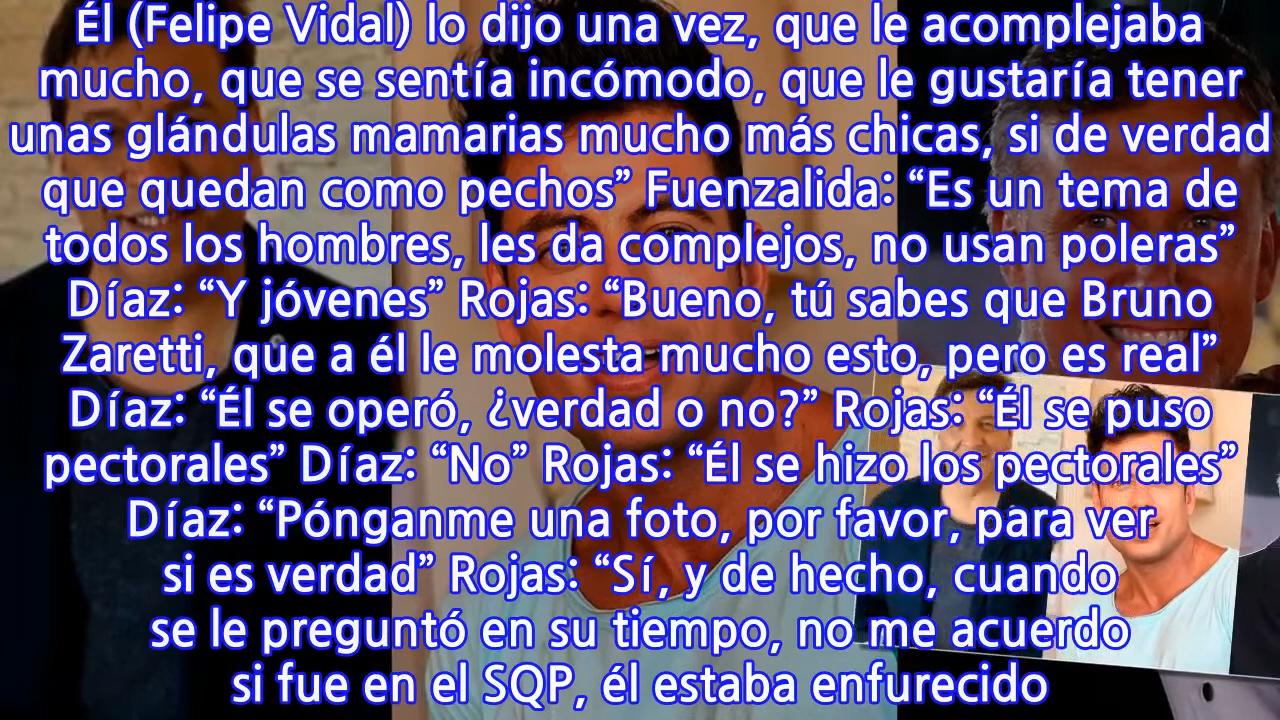 Él (Felipe Vidal) lo dijo una vez, que le acomplejaba
mucho, que se sentía incómodo, que le gustaría tener
unas glándulas mamarias mucho más chicas, si de verdad
que quedan como pechos” Fuenzalida: “Es un tema de
todos los hombres, les da complejos, no usan poleras”
Díaz: “Y jóvenes” Rojas: “Bueno, tú sabes que Bruno
Zaretti, que a él le molesta mucho esto, pero es real”
Díaz: “Él se operó, ¿verdad o no?” Rojas: “Él se puso
pectorales” Díaz: “No” Rojas: “Él se hizo los pectorales”
Díaz: “Pónganme una foto, por favor, para ver
si es verdad” Rojas: “Sí, y de hecho, cuando
se le preguntó en su tiempo, no me acuerdo
si fue en el SQP, él estaba enfurecido